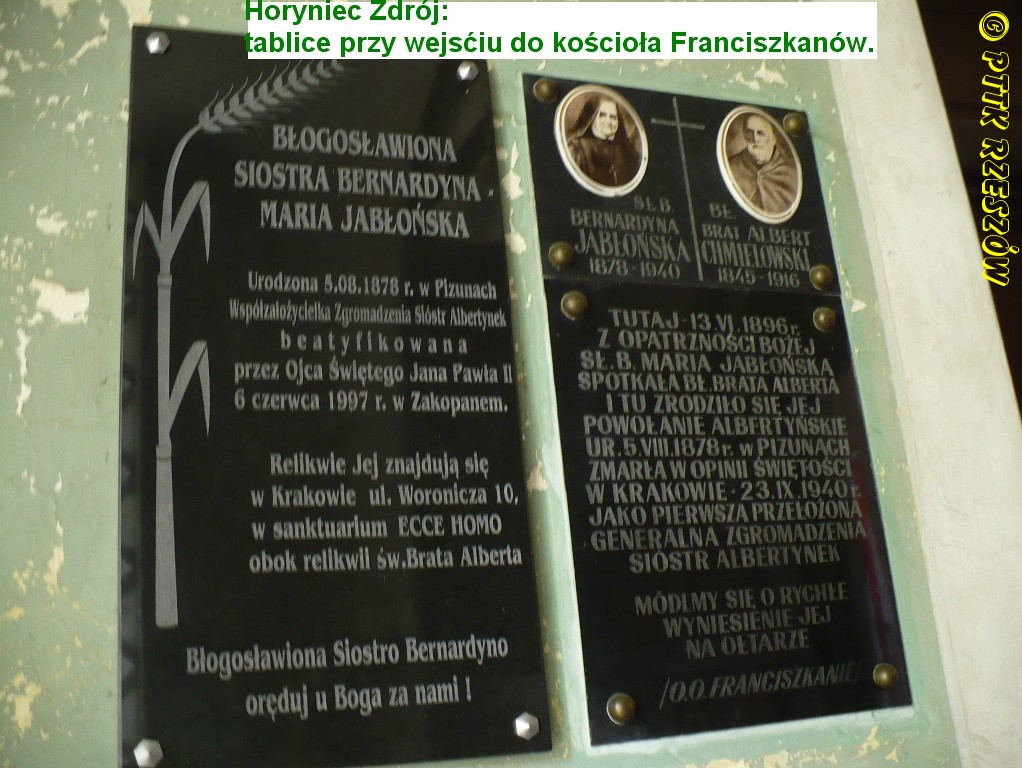 Horyniec Zdrój:
tablice przy wejśćiu do kościoła Franciszkanów.
© PTTK RZESZÓW
BŁOGOSŁAWIONA
SIOSTRA BERNARDYNA -
MARIA JABŁOŃSKA
Urodzona 5.08.1878 r. w Pizunach
Współzałożycielka Zgromadzenia Sióstr Albertynek
beatyfikowana
przez Ojca Świętego Jana Pawła II
6 czerwca 1997 r. w Zakopanem.
Relikwie Jej znajdują się
w Krakowie ul. Woronicza 10,
w sanktuarium ECCE HOMO
obok relikwii św.Brata Alberta
Błogosławiona Siostro Bernardyno
oręduj u Boga za nami !
SŁ.B.
BERNARDYNA
JABŁOŃSKA
1878 - 1940
BŁ.
BRAT ALBERT
CHMIELOWSKI
1845 - 1916
TUTAJ · 13.VI.1896 r.
Z OPATRZNOŚCI BOŻEJ
SŁ.B. MARIA JABŁOŃSKA
SPOTKAŁA BŁ.BRATA ALBERTA
I TU ZRODZIŁO SIĘ JEJ
POWOŁANIE ALBERTYŃSKIE
UR. 5.VIII.1878 r. w PIZUNACH
ZMARŁA W OPINII ŚWIĘTOŚCI
W KRAKOWIE · 23.IX.1940 r.
JAKO PIERWSZA PRZEŁOŻONA
GENERALNA ZGROMADZENIA
SIÓSTR ALBERTYNEK
MÓDLMY SIĘ O RYCHŁE
WYNIESIENIE JEJ
NA OŁTARZE
/O.O. FRANCISZKANIE/